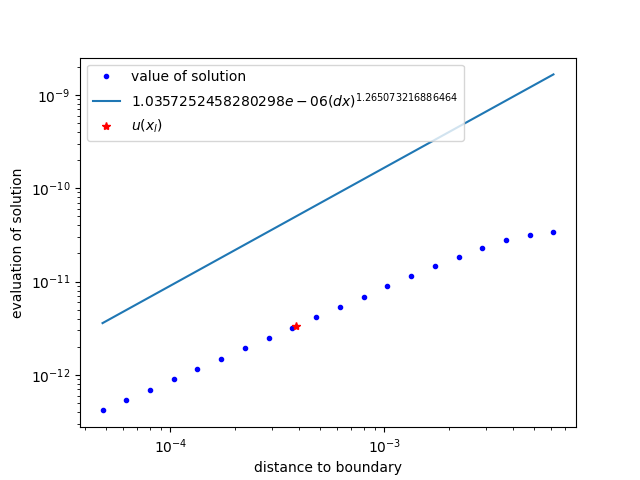 value of solution
1.0357252458280298e − 06(dx)^1.265073216886464
u(x_l)
10^−9
10^−10
10^−11
10^−12
evaluation of solution
10^−4
10^−3
distance to boundary